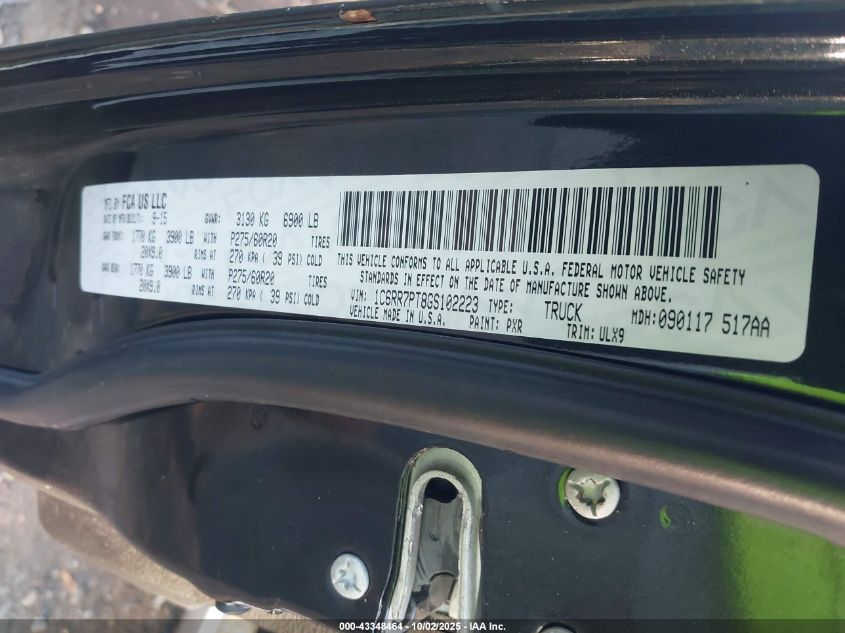 MFD BY FCA US LLC
DATE OF MFR(BUILT): 9-15 GVWR: 3130 KG 6900 LB
GAWR FRONT: 1770 KG 3900 LB WITH P275/60R20 TIRES
20X9.0 RIMS AT 270 KPA ( 39 PSI) COLD
GAWR REAR: 1770 KG 3900 LB WITH P275/60R20 TIRES
20X9.0 RIMS AT 270 KPA ( 39 PSI) COLD
THIS VEHICLE CONFORMS TO ALL APPLICABLE U.S.A. FEDERAL MOTOR VEHICLE SAFETY
STANDARDS IN EFFECT ON THE DATE OF MANUFACTURE SHOWN ABOVE.
VIN: 1C6RR7PT8GS102223 TYPE: TRUCK MDH: 090117 517AA
VEHICLE MADE IN U.S.A. PAINT: PXR TRIM: ULX9
000-43348464 - 10/02/2025 - IAA Inc.